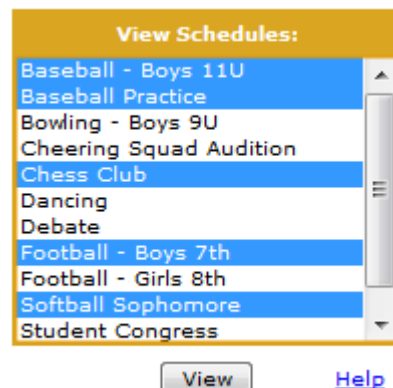 View Schedules:
Baseball - Boys 11U
Baseball Practice
Bowling - Boys 9U
Cheering Squad Audition
Chess Club
Dancing
Debate
Football - Boys 7th
Football - Girls 8th
Softball Sophomore
Student Congress
View Help